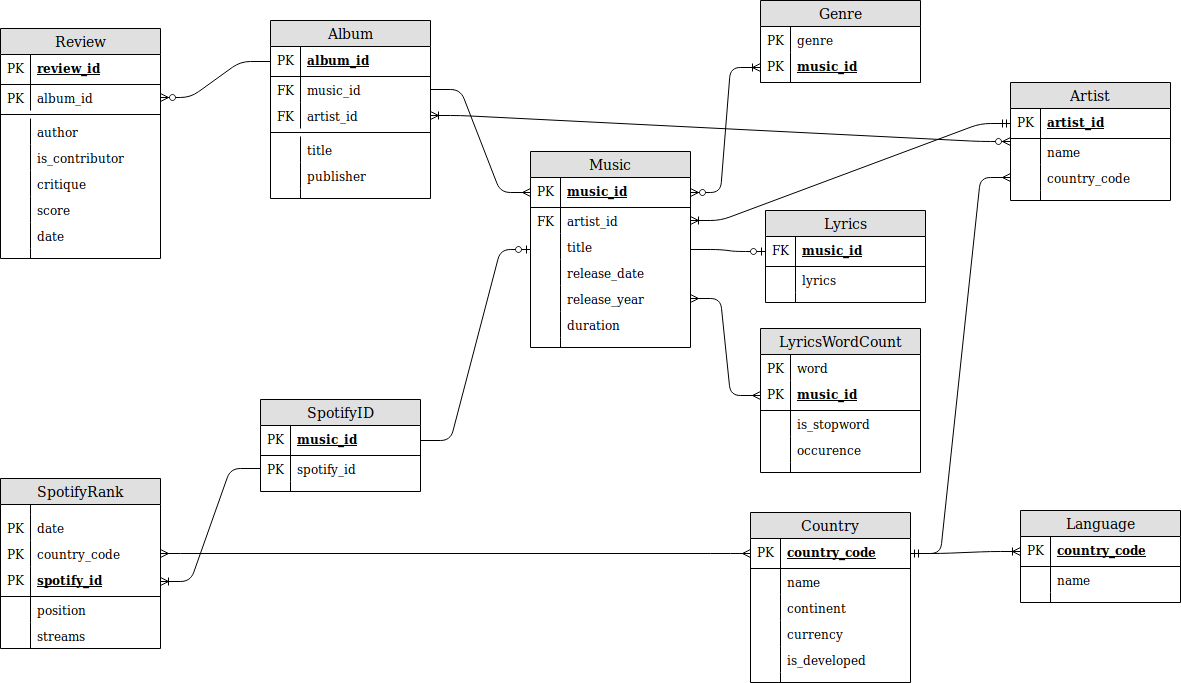 Review
PK review_id
PK album_id
author
is_contributor
critique
score
date
Album
PK album_id
FK music_id
FK artist_id
title
publisher
Genre
PK genre
PK music_id
Artist
PK artist_id
name
country_code
Music
PK music_id
FK artist_id
title
release_date
release_year
duration
Lyrics
FK music_id
lyrics
LyricsWordCount
PK word
PK music_id
is_stopword
occurence
SpotifyID
PK music_id
PK spotify_id
SpotifyRank
PK date
PK country_code
PK spotify_id
position
streams
Country
PK country_code
name
continent
currency
is_developed
Language
PK country_code
name